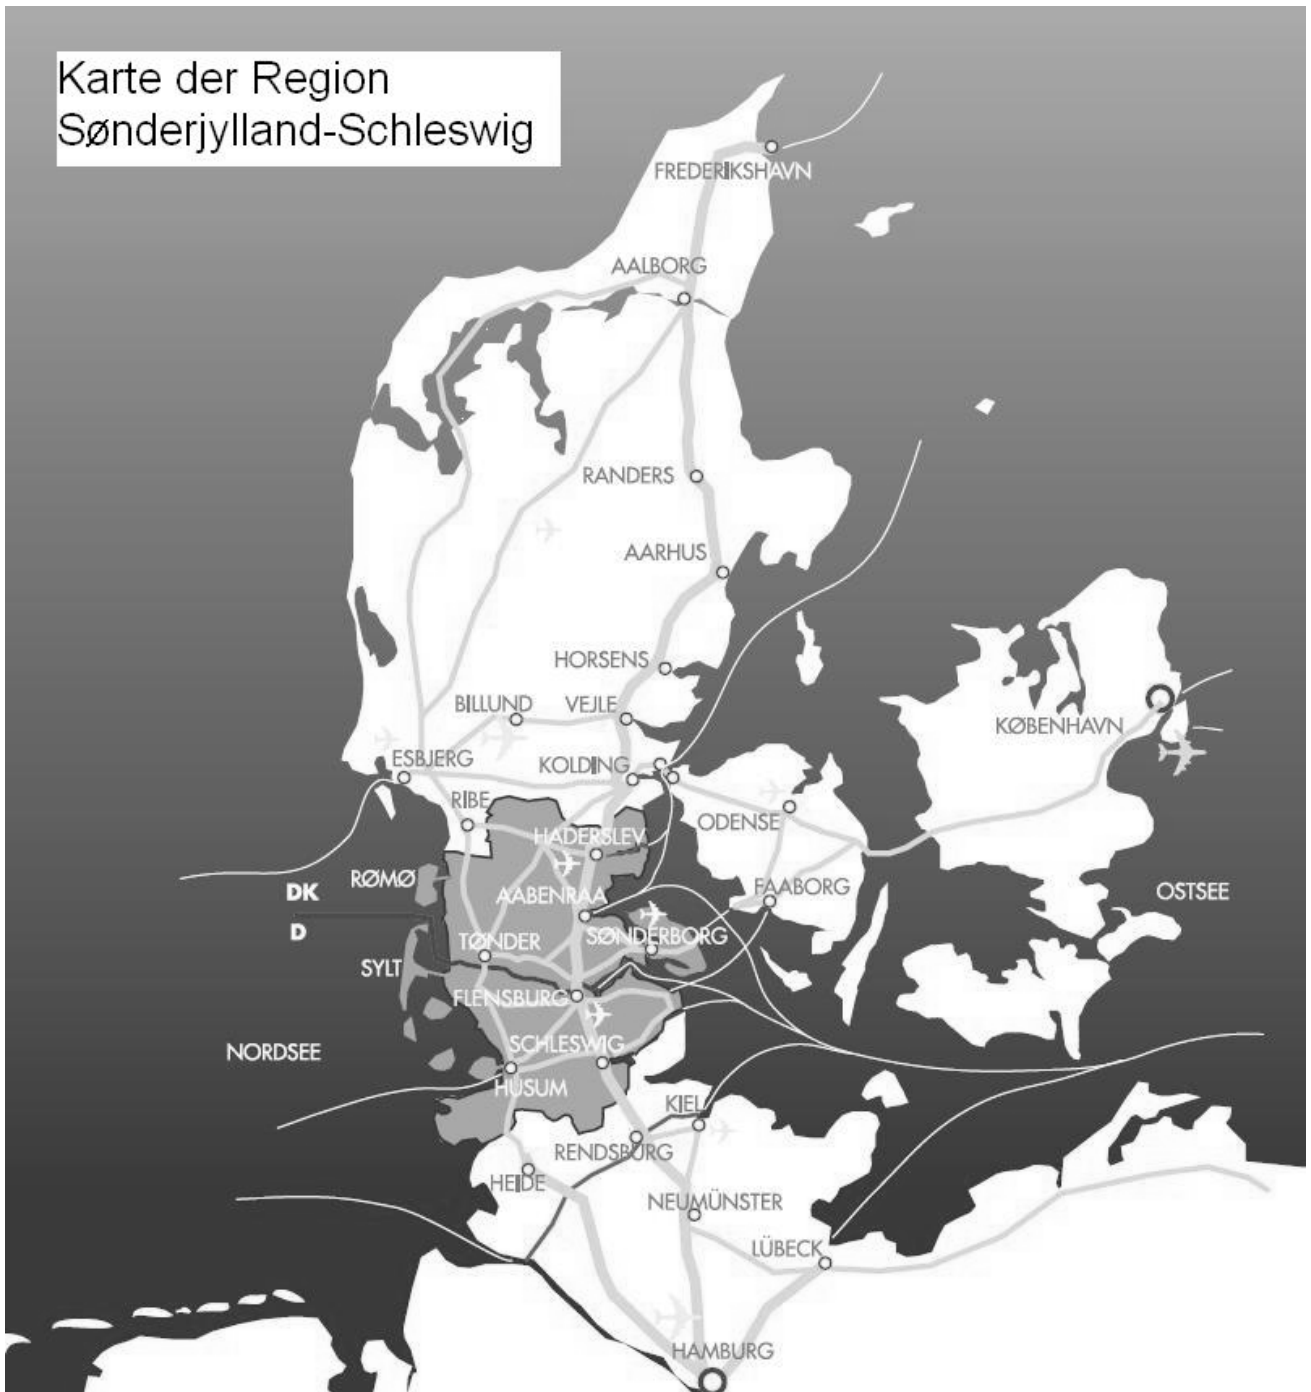 Karte der Region
Sønderjylland-Schleswig
FREDERIKSHAVN
AALBORG
RANDERS
AARHUS
HORSENS
BILLUND
VEJLE
KØBENHAVN
ESBJERG
KOLDING
RIBE
ODENSE
HADERSLEV
RØMØ
DK
AABENRAA
FAABORG
OSTSEE
D
TØNDER
SØNDERBORG
SYLT
FLENSBURG
NORDSEE
SCHLESWIG
HUSUM
KIEL
RENDSBURG
HEIDE
NEUMÜNSTER
LÜBECK
HAMBURG